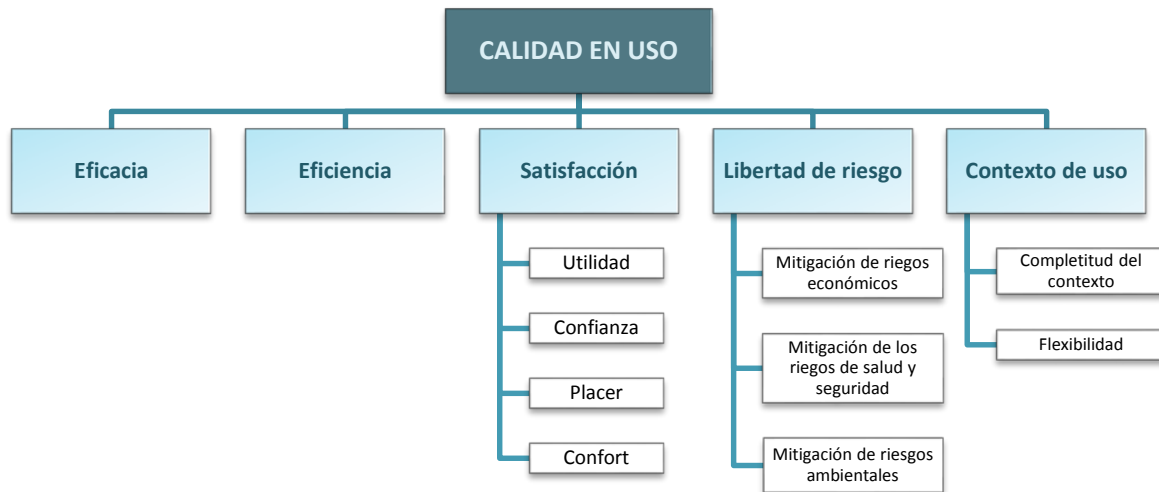 CALIDAD EN USO
Eficacia
Eficiencia
Satisfacción
Libertad de riesgo
Contexto de uso
Utilidad
Confianza
Placer
Confort
Mitigación de riegos
económicos
Mitigación de los
riegos de salud y
seguridad
Mitigación de riesgos
ambientales
Completitud del
contexto
Flexibilidad